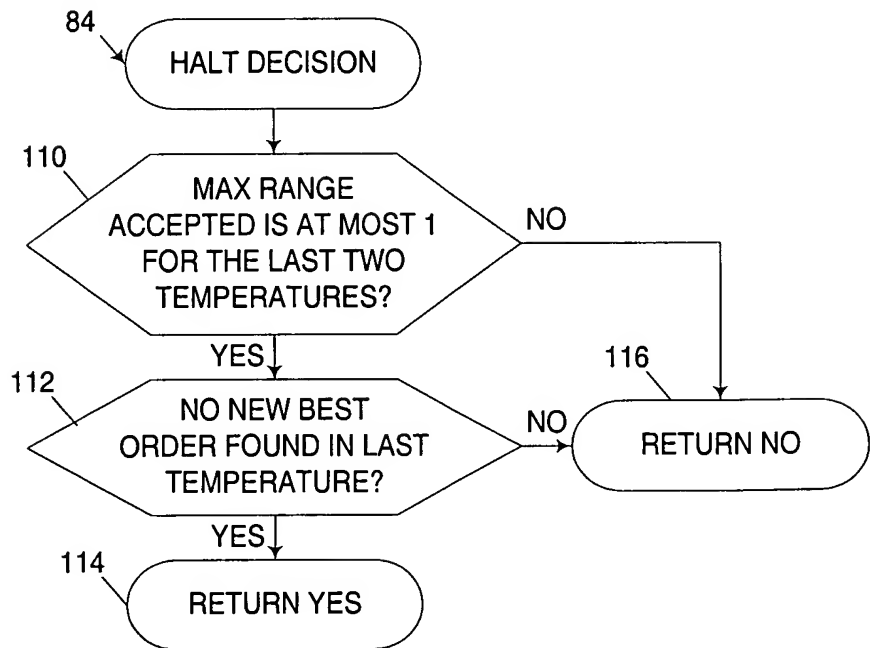 84
HALT DECISION
110
MAX RANGE
ACCEPTED IS AT MOST 1
FOR THE LAST TWO
TEMPERATURES?
NO
YES
112
NO NEW BEST
ORDER FOUND IN LAST
TEMPERATURE?
NO
116
RETURN NO
YES
114
RETURN YES